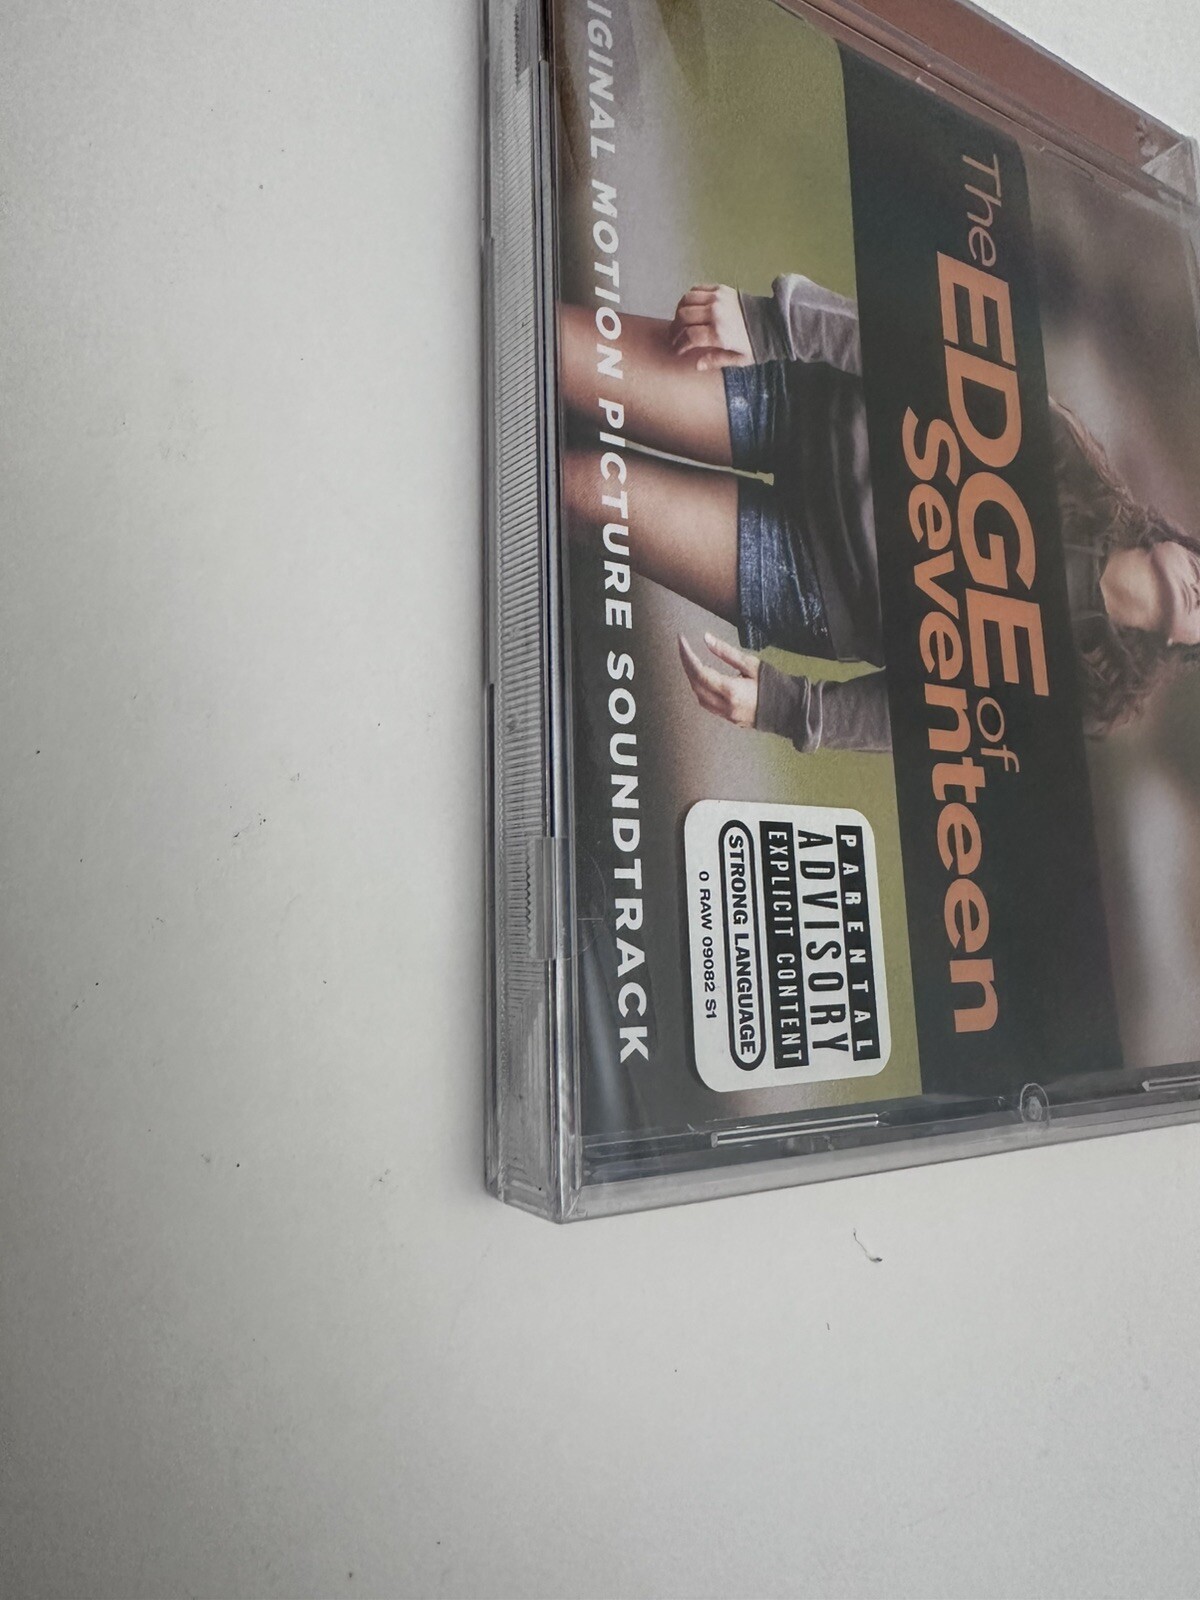 The
EDGE of
Seventeen
PARENTAL
ADVISORY
EXPLICIT CONTENT
STRONG LANGUAGE
0 RAW 09082 S1
IGINAL MOTION PICTURE SOUNDTRACK